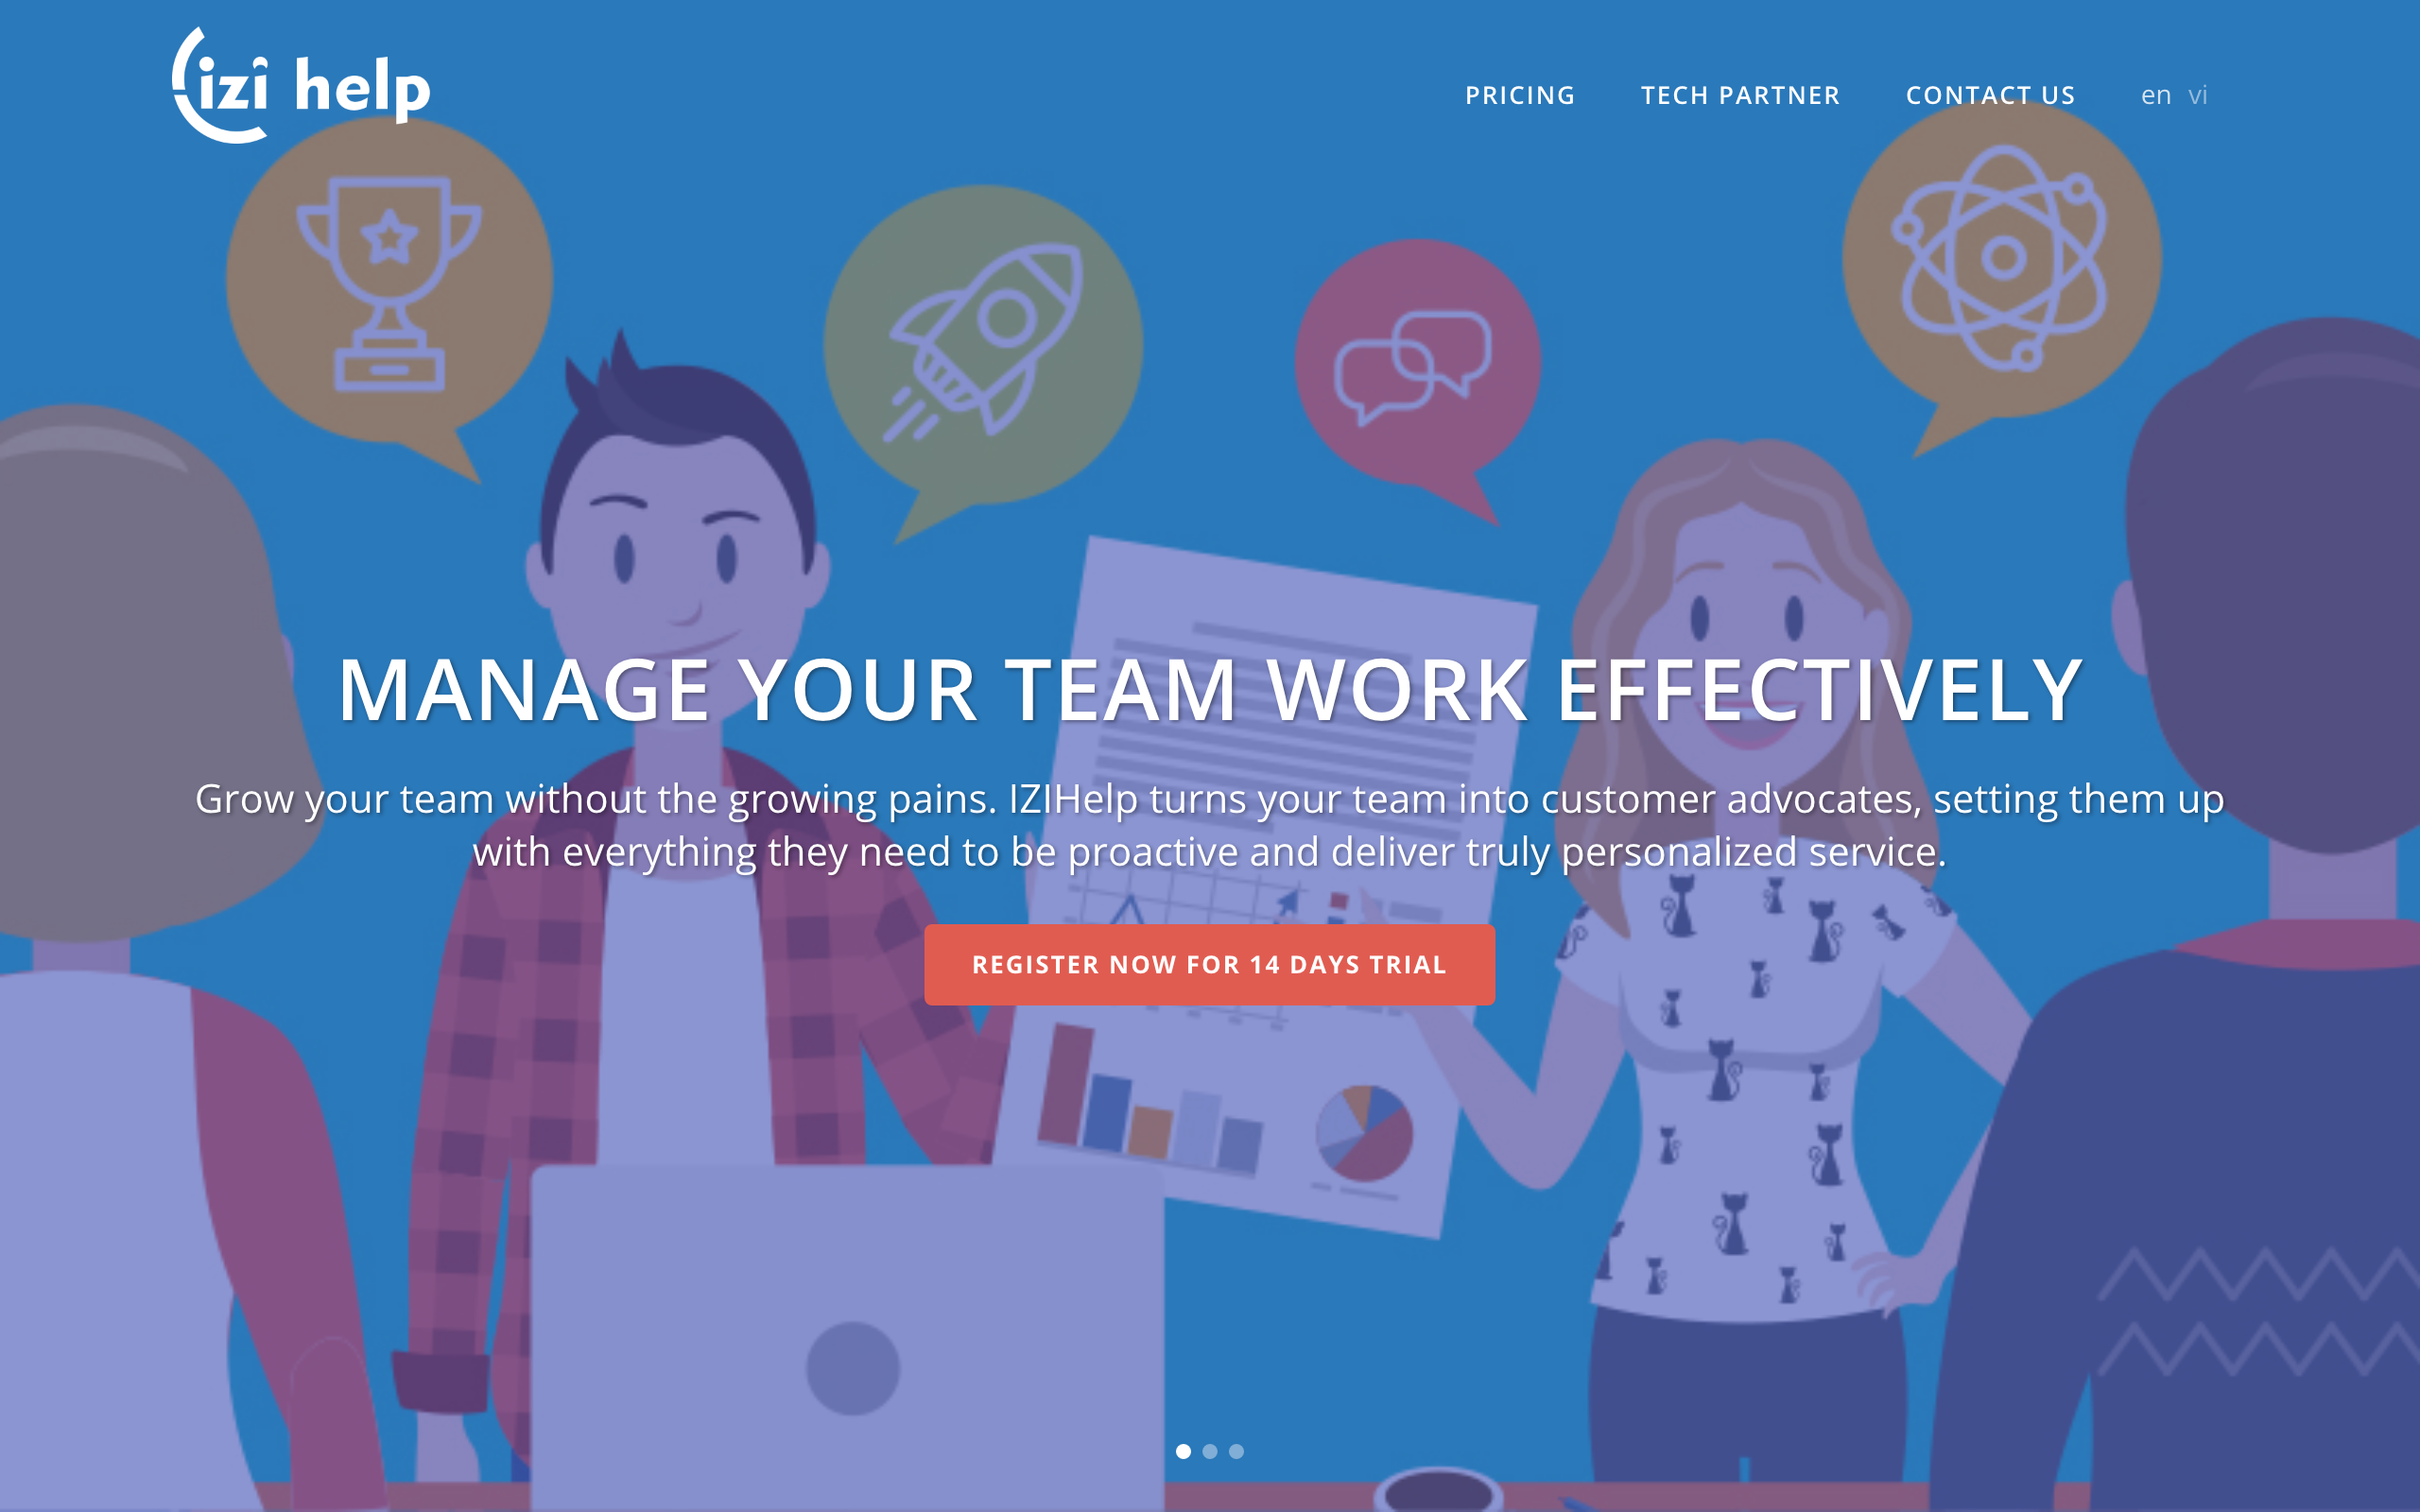 izi help
PRICING TECH PARTNER CONTACT US en vi
MANAGE YOUR TEAM WORK EFFECTIVELY
Grow your team without the growing pains. IZIHelp turns your team into customer advocates, setting them up
with everything they need to be proactive and deliver truly personalized service.
REGISTER NOW FOR 14 DAYS TRIAL